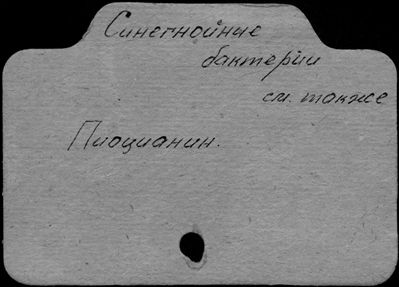 Синегнойные
бактерии
см. также
Пиоцианин.